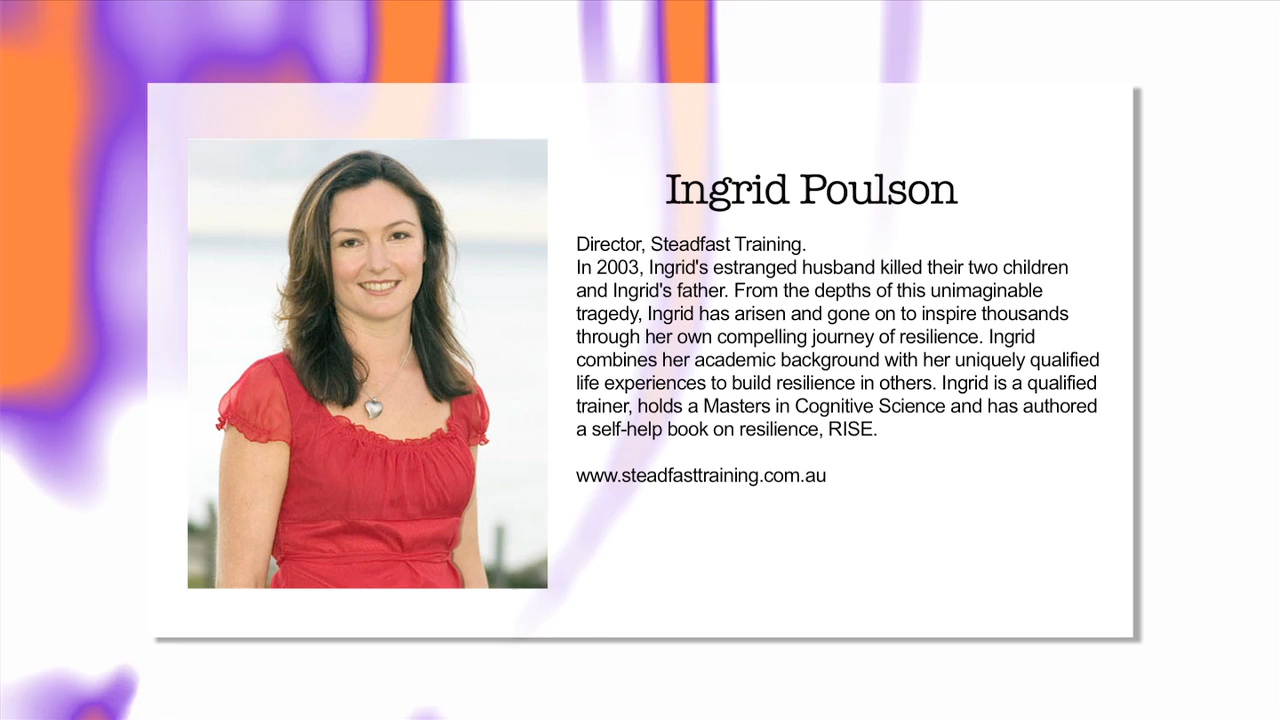 Ingrid Poulson
Director, Steadfast Training.
In 2003, Ingrid's estranged husband killed their two children
and Ingrid's father. From the depths of this unimaginable
tragedy, Ingrid has arisen and gone on to inspire thousands
through her own compelling journey of resilience. Ingrid
combines her academic background with her uniquely qualified
life experiences to build resilience in others. Ingrid is a qualified
trainer, holds a Masters in Cognitive Science and has authored
a self-help book on resilience, RISE.
www.steadfasttraining.com.au